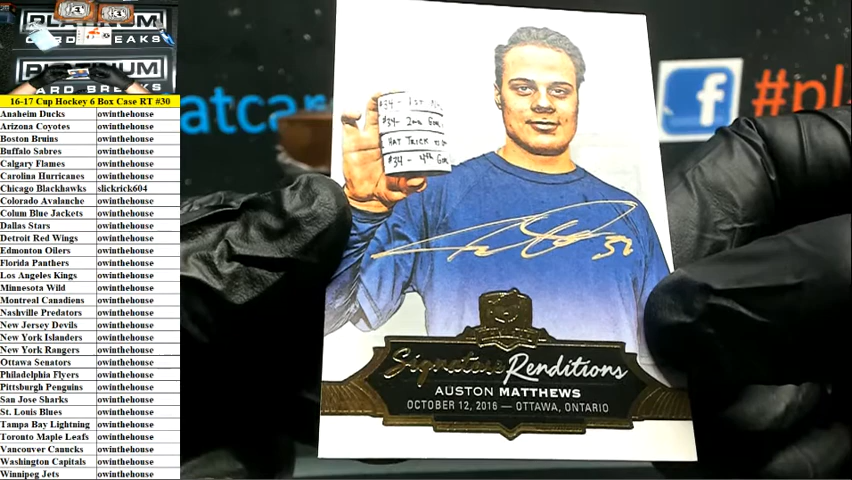 PLATINUM
CARD BREAKS
PLATINUM
CARD BREAKS
16-17 Cup Hockey 6 Box Case RT #30
Anaheim Ducks owinthehouse
Arizona Coyotes owinthehouse
Boston Bruins owinthehouse
Buffalo Sabres owinthehouse
Calgary Flames owinthehouse
Carolina Hurricanes owinthehouse
Chicago Blackhawks slickrick604
Colorado Avalanche owinthehouse
Colum Blue Jackets owinthehouse
Dallas Stars owinthehouse
Detroit Red Wings owinthehouse
Edmonton Oilers owinthehouse
Florida Panthers owinthehouse
Los Angeles Kings owinthehouse
Minnesota Wild owinthehouse
Montreal Canadiens owinthehouse
Nashville Predators owinthehouse
New Jersey Devils owinthehouse
New York Islanders owinthehouse
New York Rangers owinthehouse
Ottawa Senators owinthehouse
Philadelphia Flyers owinthehouse
Pittsburgh Penguins owinthehouse
San Jose Sharks owinthehouse
St. Louis Blues owinthehouse
Tampa Bay Lightning owinthehouse
Toronto Maple Leafs owinthehouse
Vancouver Canucks owinthehouse
Washington Capitals owinthehouse
Winnipeg Jets owinthehouse
atcar
f
#pl
#34 - 1st
#34 - 2nd Goal
HAT TRICK
#34 - 4th Goal
34
Signature Renditions
AUSTON MATTHEWS
OCTOBER 12, 2016 — OTTAWA, ONTARIO